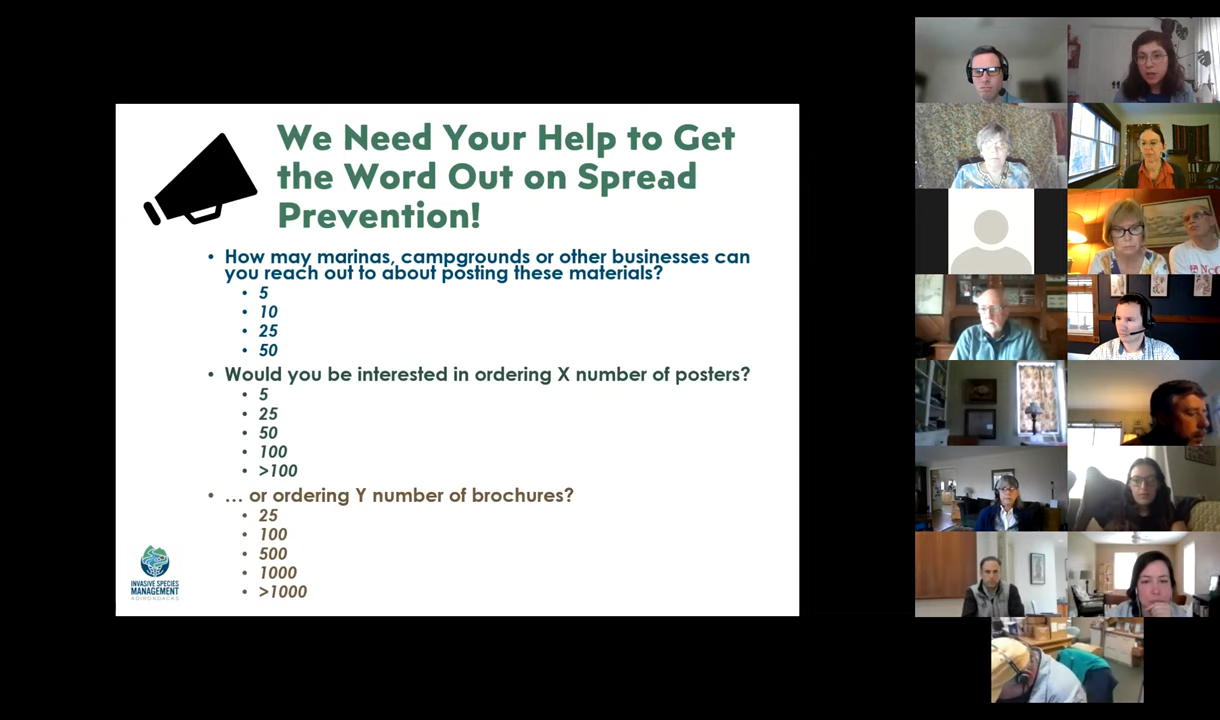 We Need Your Help to Get
the Word Out on Spread
Prevention!
• How may marinas, campgrounds or other businesses can
you reach out to about posting these materials?
• 5
• 10
• 25
• 50
• Would you be interested in ordering X number of posters?
• 5
• 25
• 50
• 100
• >100
• … or ordering Y number of brochures?
• 25
• 100
• 500
• 1000
• >1000
INVASIVE SPECIES
MANAGEMENT
ADIRONDACKS